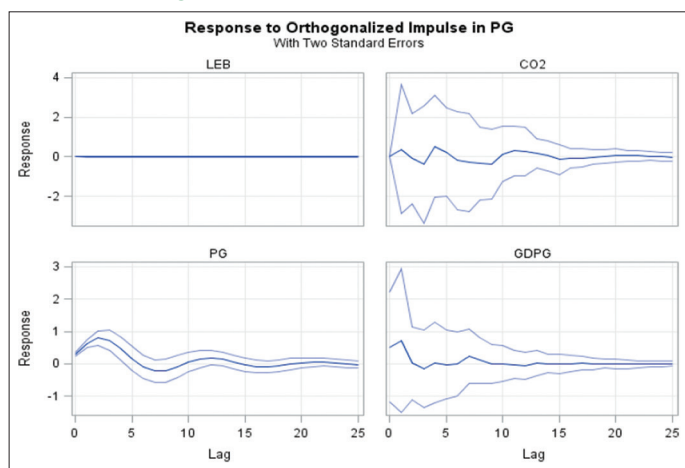 Response to Orthogonalized Impulse in PG
With Two Standard Errors
LEB
CO2
4
2
0
-2
Response
PG
GDPG
3
2
1
0
-1
Response
0 5 10 15 20 25
0 5 10 15 20 25
Lag
Lag